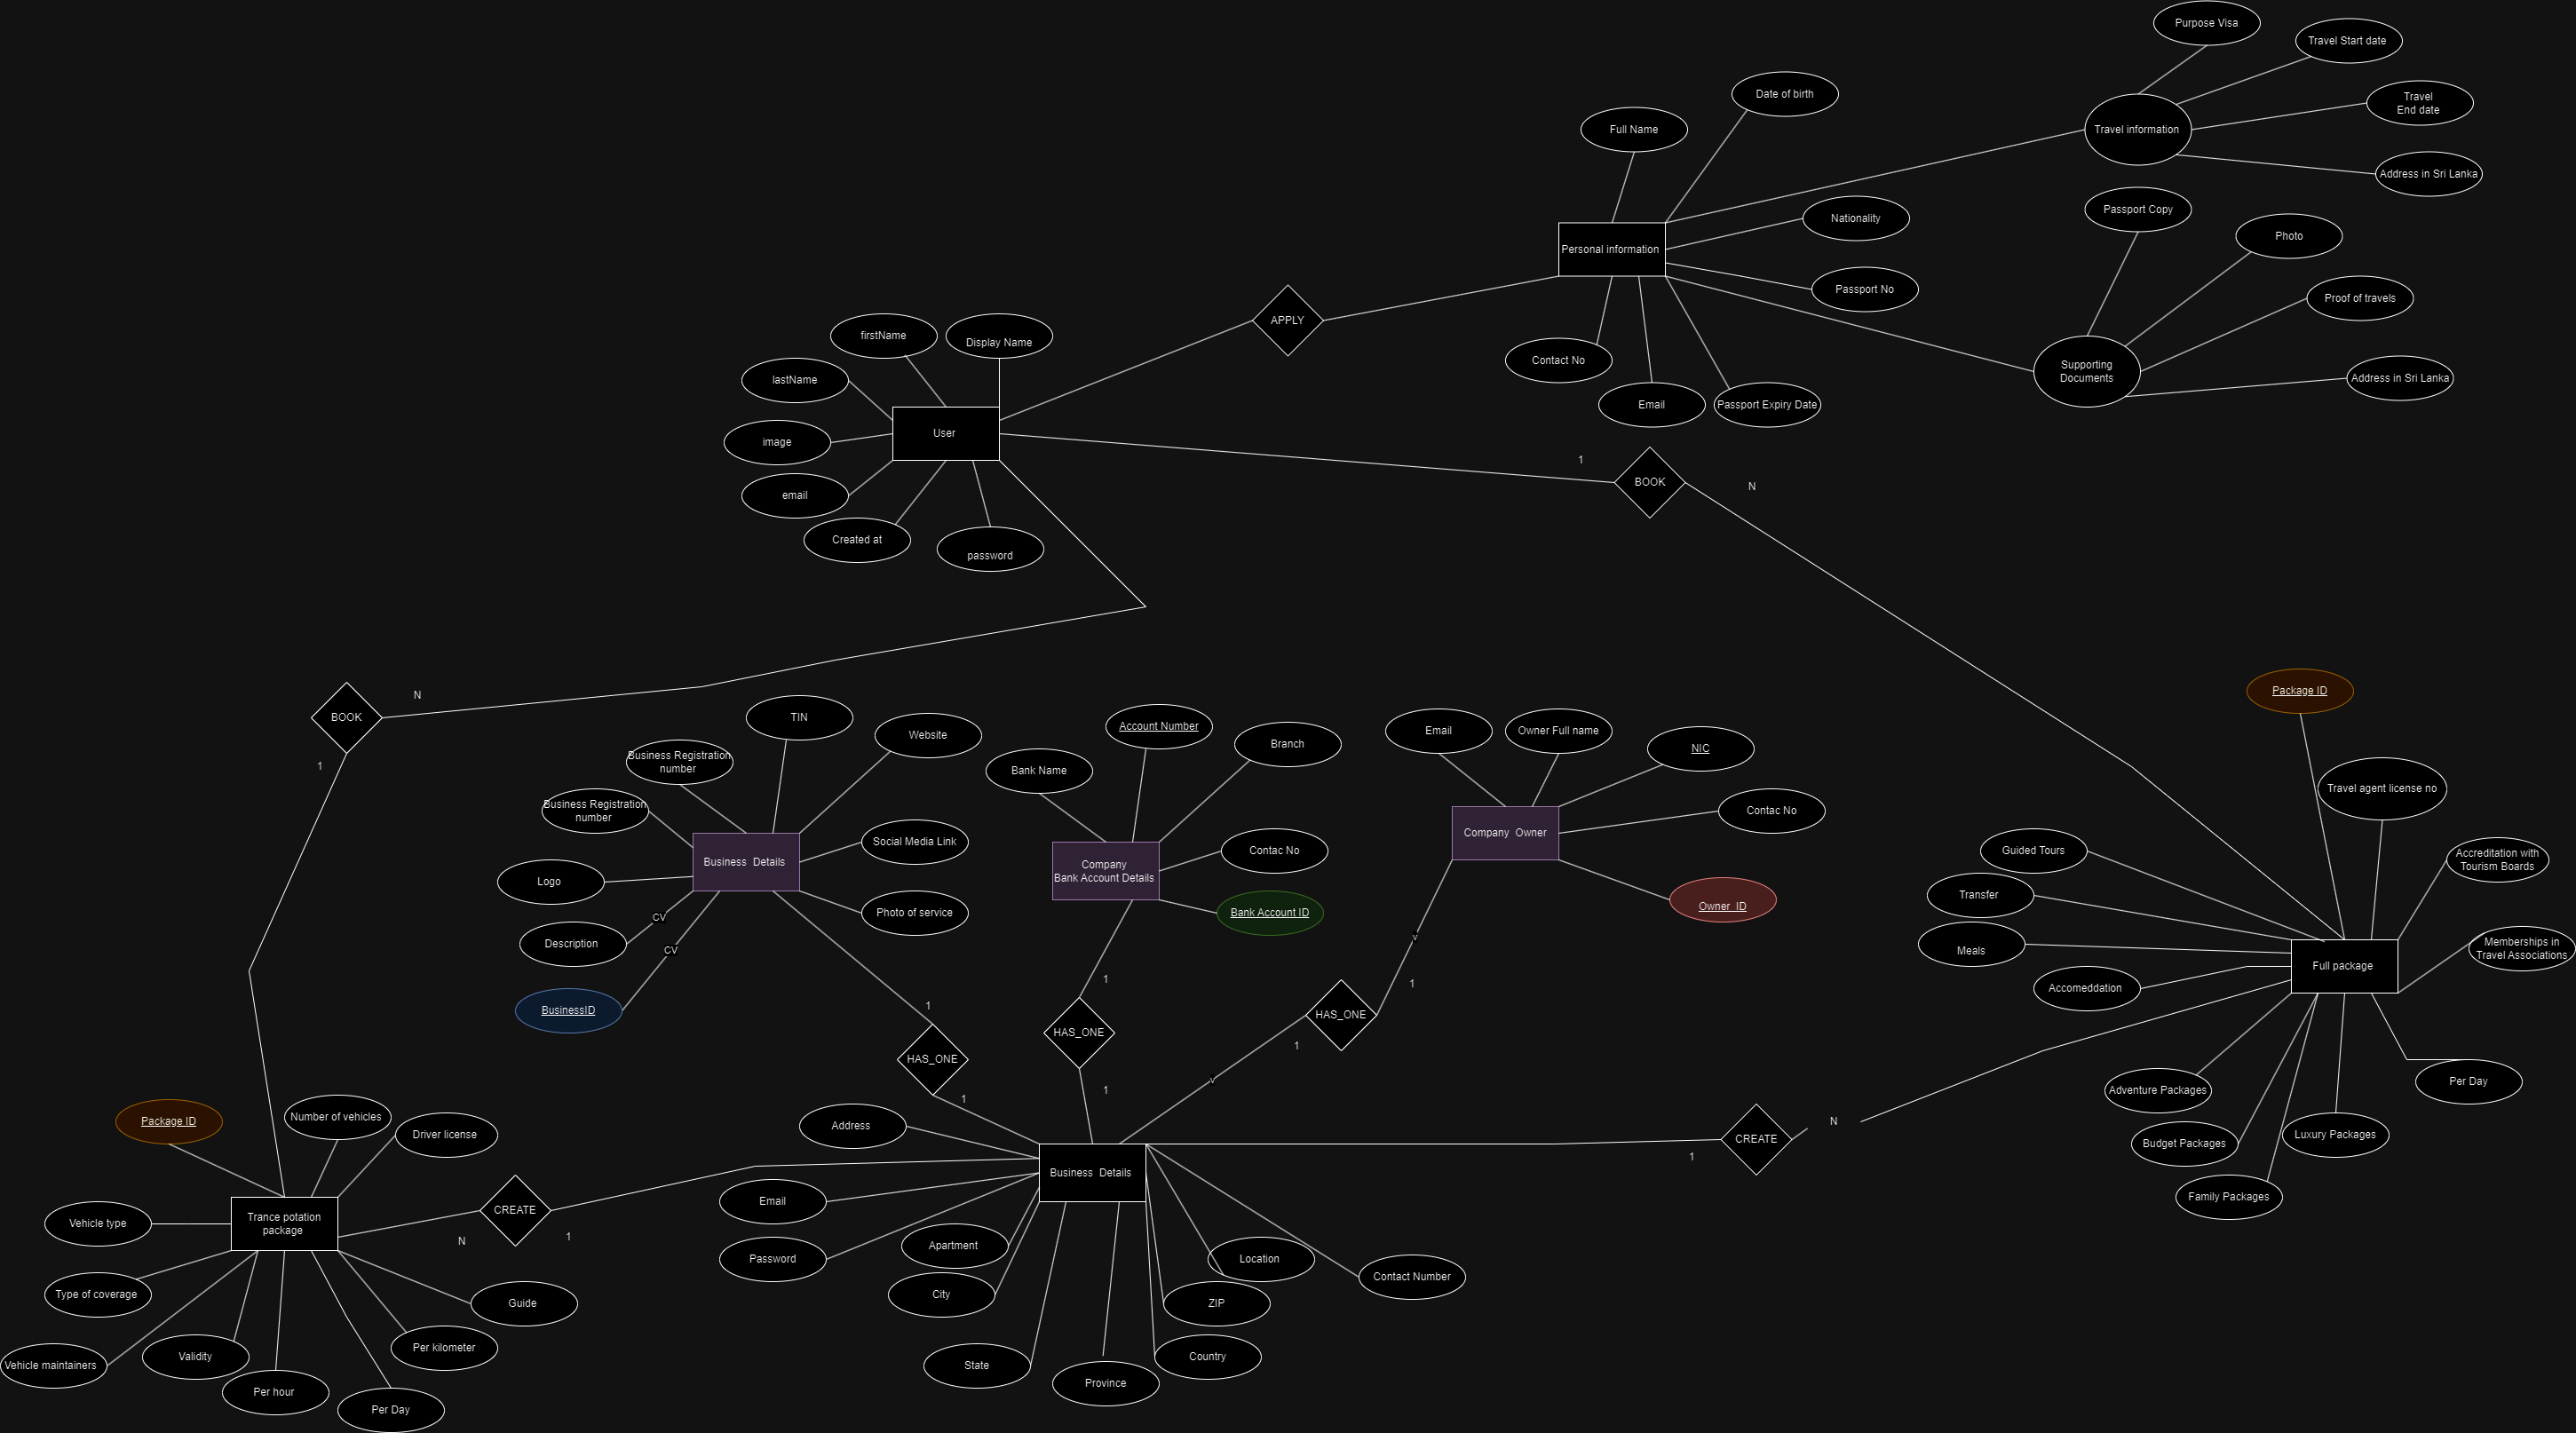 Purpose Visa
Travel Start date
Travel
End date
Travel information
Address in Sri Lanka
Date of birth
Full Name
Passport Copy
Nationality
Photo
Personal information
Passport No
Proof of travels
APPLY
Contact No
Supporting
Documents
Address in Sri Lanka
Email
Passport Expiry Date
firstName
Display Name
lastName
User
image
email
Created at
password
1
BOOK
N
BOOK
N
1
TIN
Website
Business Registration
number
Business Registration
number
Business  Details
Social Media Link
Logo
Photo of service
CV
Description
CV
BusinessID
Account Number
Branch
Bank Name
Contac No
Company
Bank Account Details
Bank Account ID
Email
Owner Full name
NIC
Contac No
Company  Owner
Owner  ID
v
1
1
1
HAS_ONE
HAS_ONE
HAS_ONE
1
1
1
v
Package ID
Travel agent license no
Guided Tours
Accreditation with
Tourism Boards
Transfer
Meals
Memberships in
Travel Associations
Full package
Accomeddation
Adventure Packages
Per Day
Budget Packages
Luxury Packages
Family Packages
N
CREATE
1
Package ID
Number of vehicles
Driver license
Vehicle type
Trance potation
package
CREATE
N
1
Type of coverage
Guide
Vehicle maintainers
Validity
Per kilometer
Per hour
Per Day
Address
Business  Details
Email
Password
Apartment
City
Location
Contact Number
ZIP
State
Province
Country